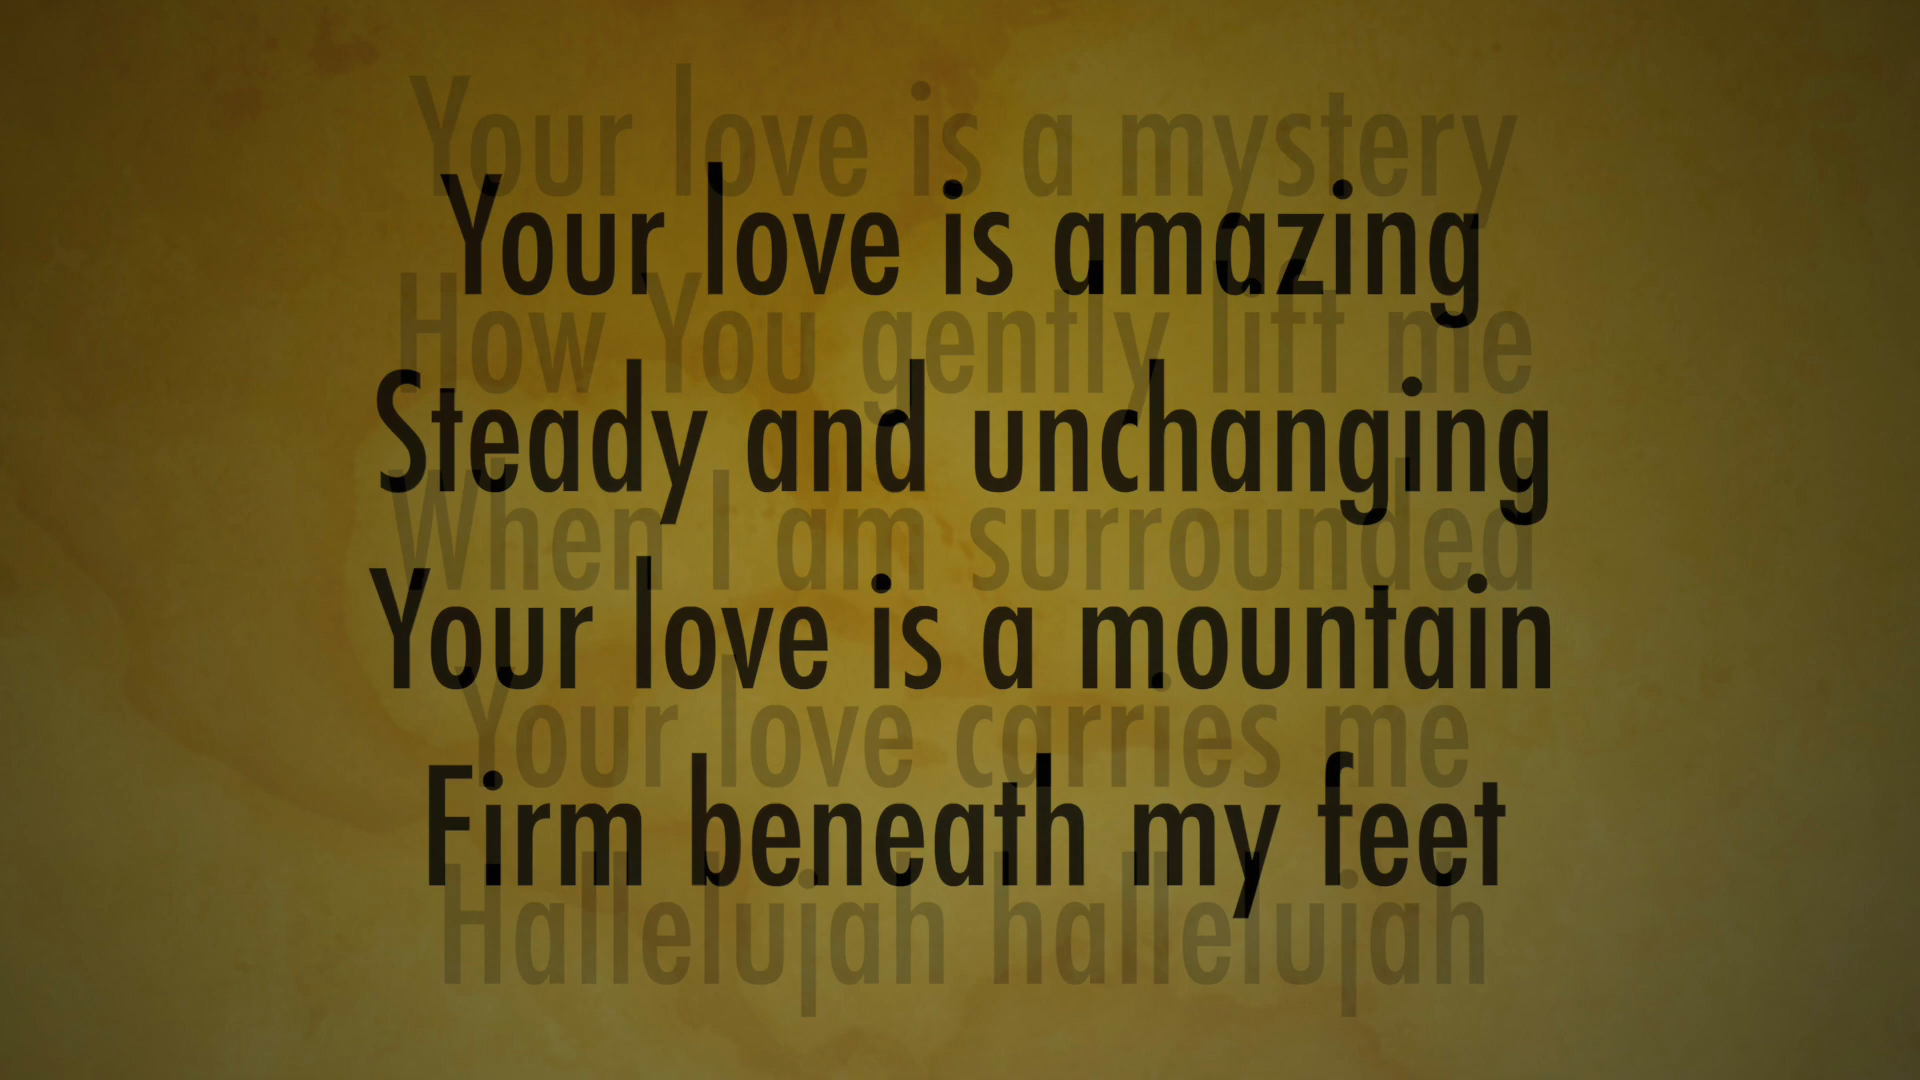 Your love is a mystery
Your love is amazing
How You gently lift me
Steady and unchanging
When I am surrounded
Your love is a mountain
Your love carries me
Firm beneath my feet
Hallelujah hallelujah